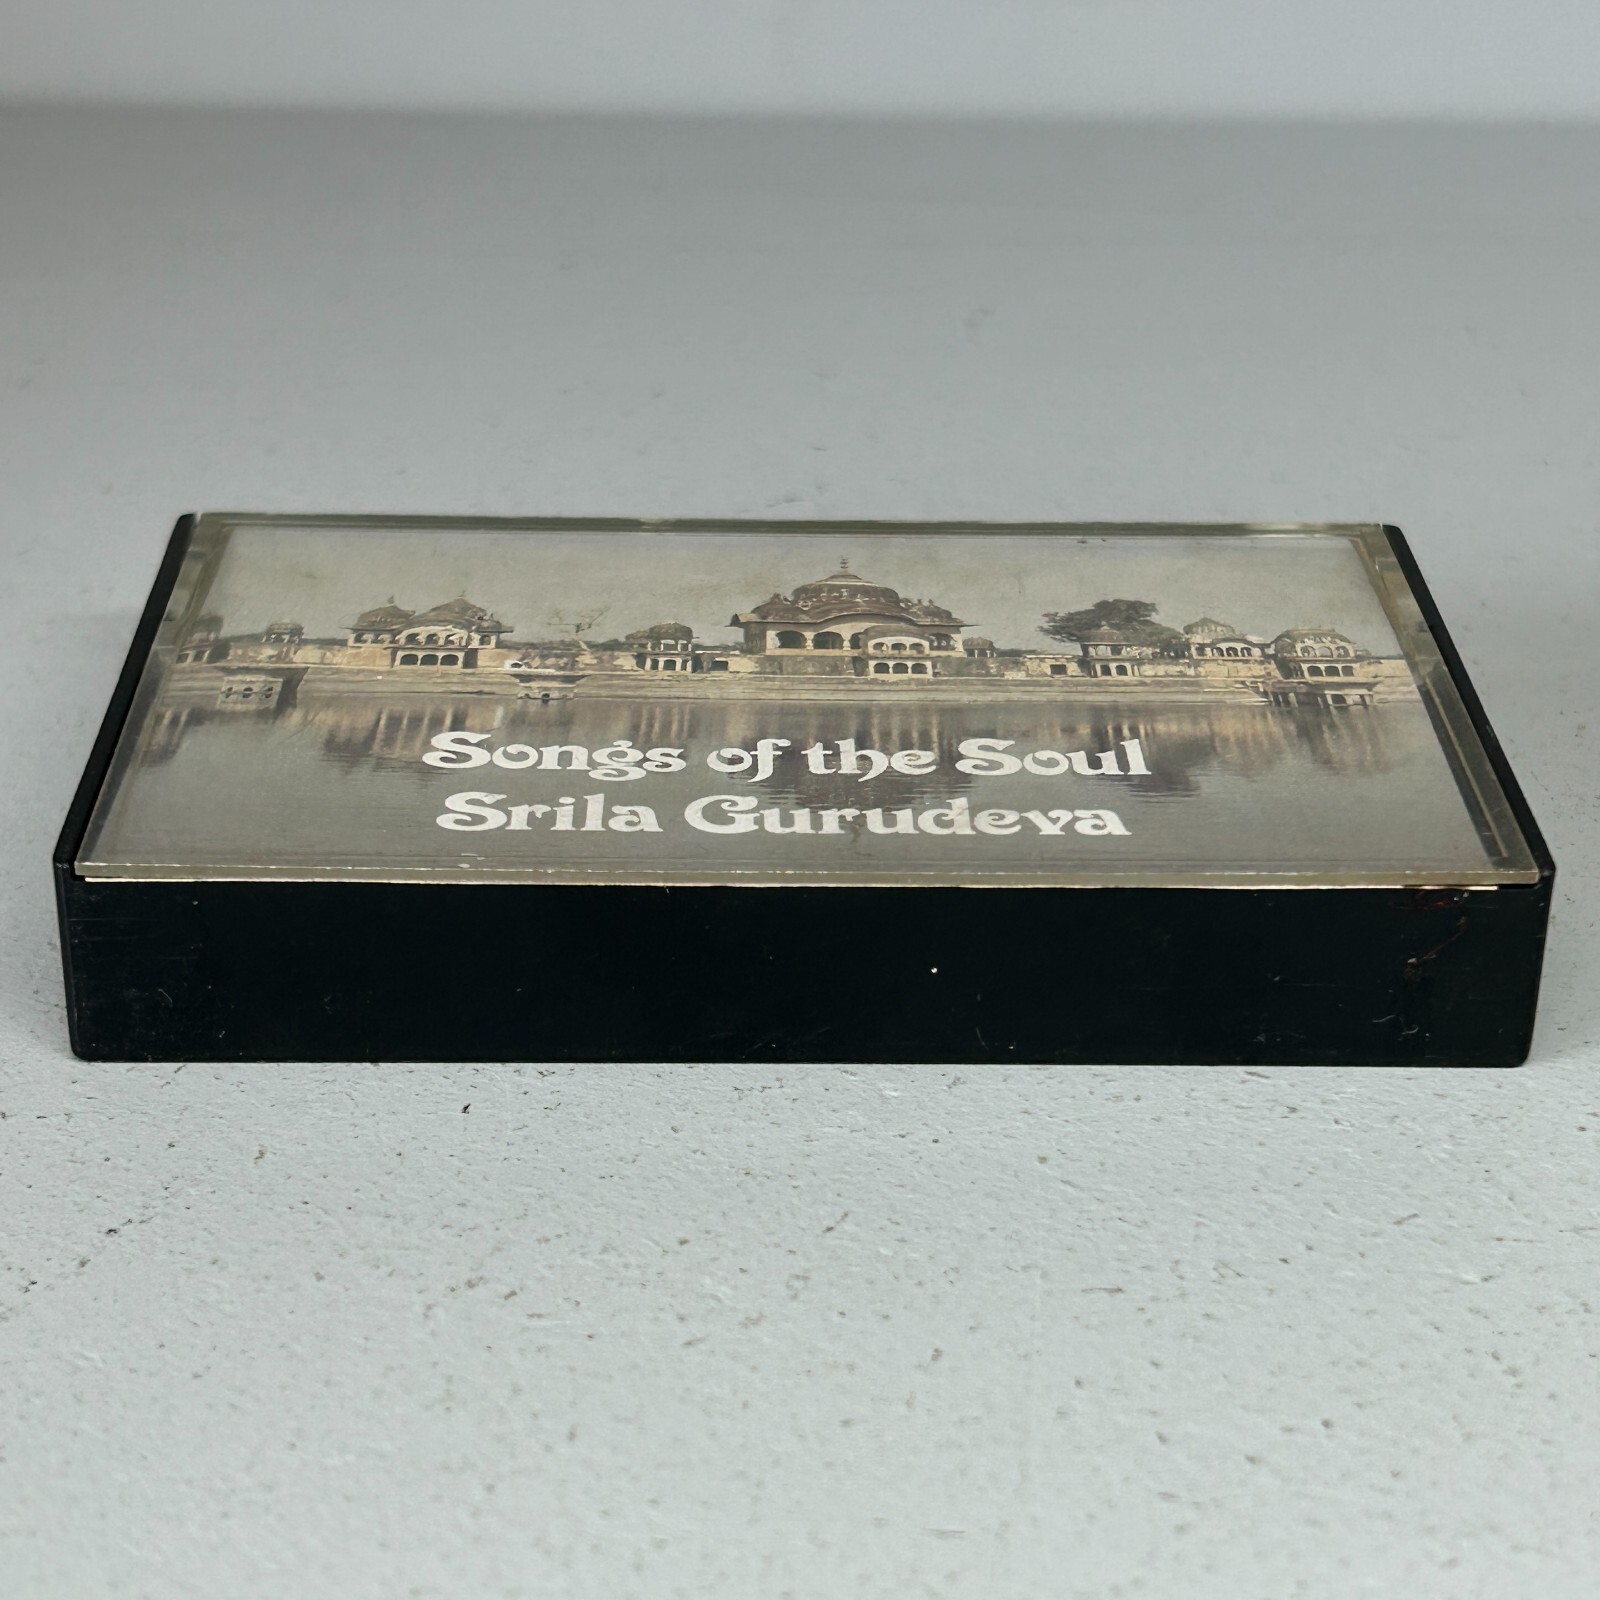 Songs of the Soul
Srila Gurudeva